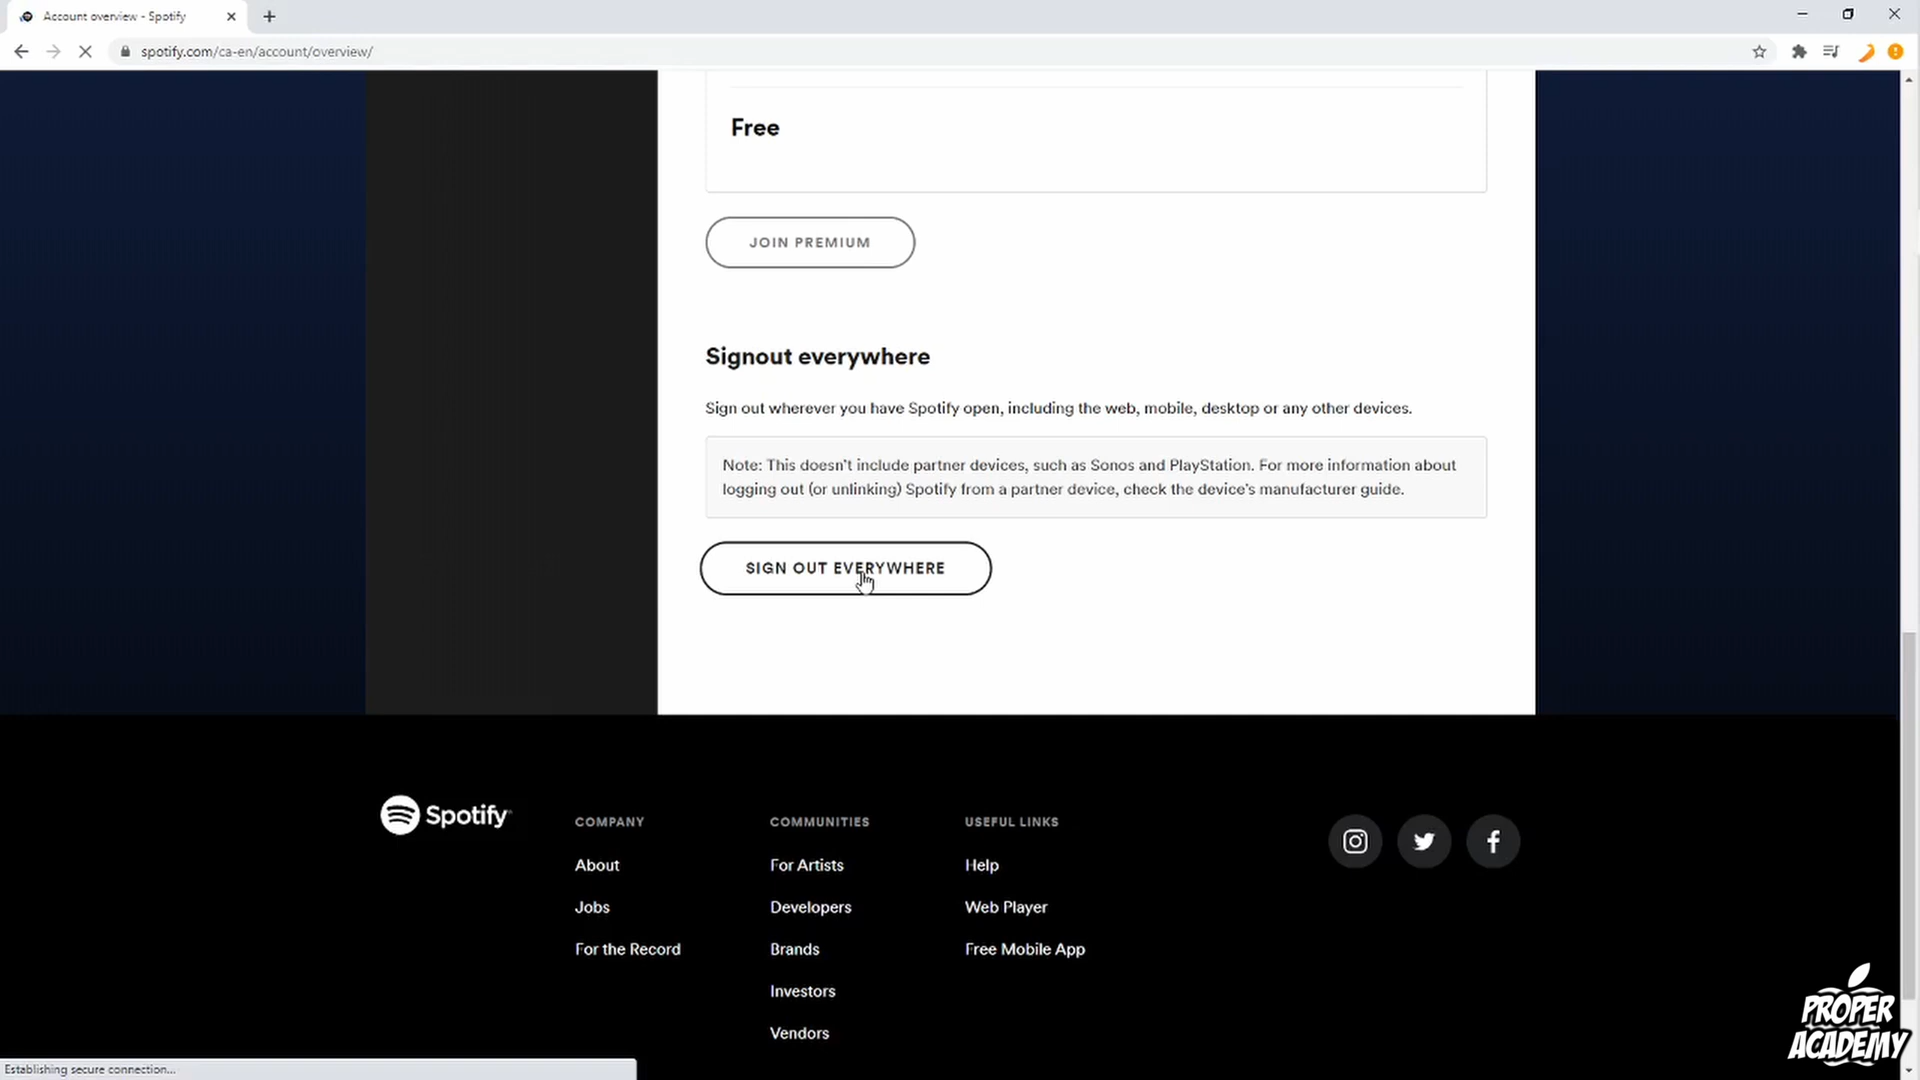 Account overview - Spotify
spotify.com/ca-en/account/overview/
Free
JOIN PREMIUM
Signout everywhere
Sign out wherever you have Spotify open, including the web, mobile, desktop or any other devices.
Note: This doesn't include partner devices, such as Sonos and PlayStation. For more information about
logging out (or unlinking) Spotify from a partner device, check the device's manufacturer guide.
SIGN OUT EVERYWHERE
Spotify
COMPANY
About
Jobs
For the Record
COMMUNITIES
For Artists
Developers
Brands
Investors
Vendors
USEFUL LINKS
Help
Web Player
Free Mobile App
PROPER
ACADEMY
Establishing secure connection...